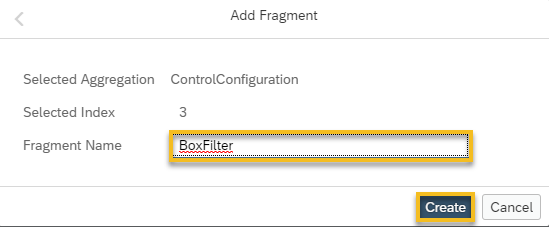 Add Fragment
Selected Aggregation ControlConfiguration
Selected Index 3
Fragment Name BoxFilter
Create Cancel